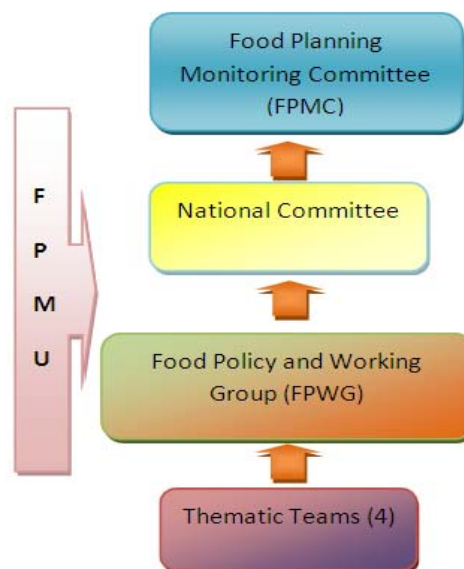 Food Planning
Monitoring Committee
(FPMC)
F
P
M
U
National Committee
Food Policy and Working
Group (FPWG)
Thematic Teams (4)